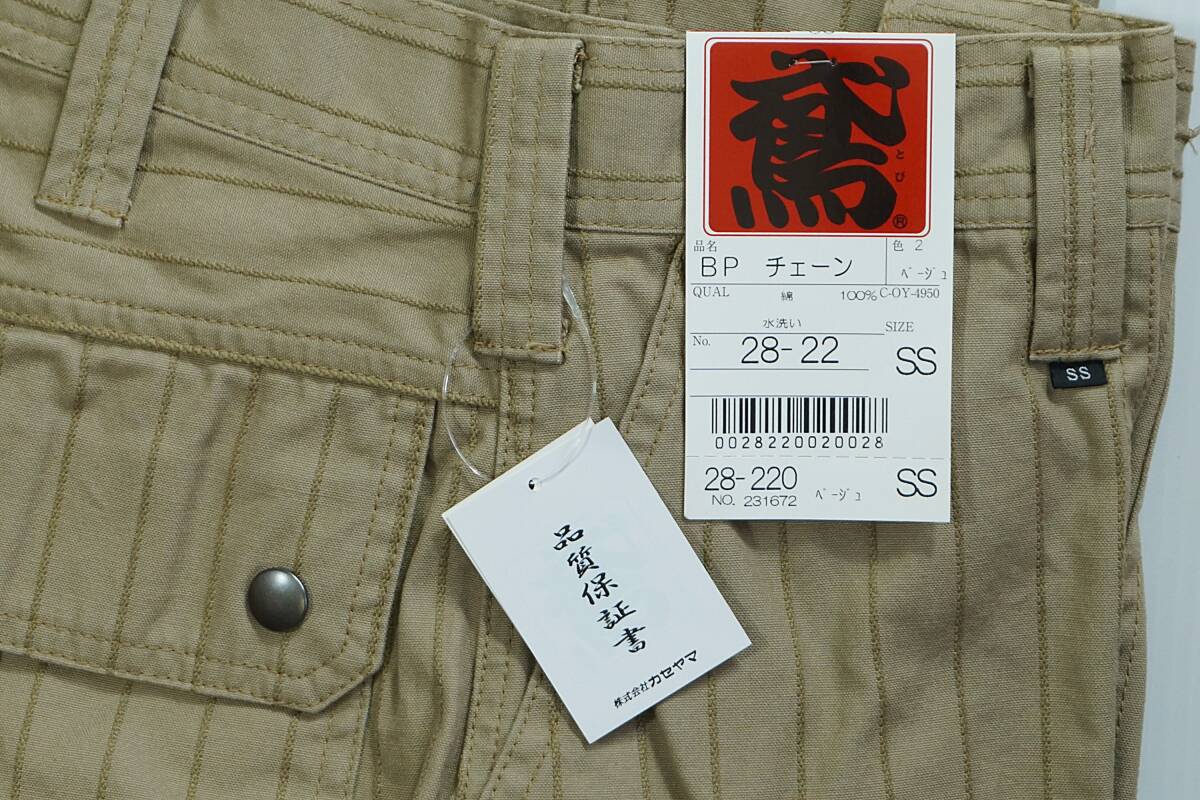 鳶
とび
®
品名
BP チェーン
色 2
ベージュ
QUAL
綿 100%
C-OY-4950
水洗い
No.
28-22
SIZE
SS
0028220020028
28-220
SS
NO. 231672
ベージュ
SS
品質保証書
株式会社カセヤマ